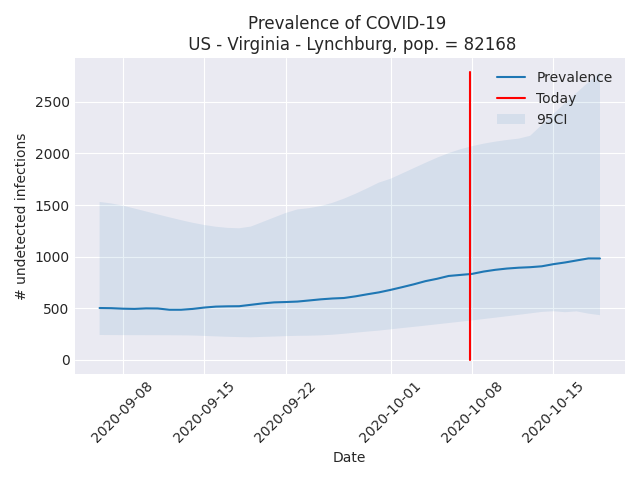 Prevalence of COVID-19
US - Virginia - Lynchburg, pop. = 82168
Prevalence
Today
95CI
# undetected infections
2500
2000
1500
1000
500
0
2020-09-08
2020-09-15
2020-09-22
2020-10-01
2020-10-08
2020-10-15
Date